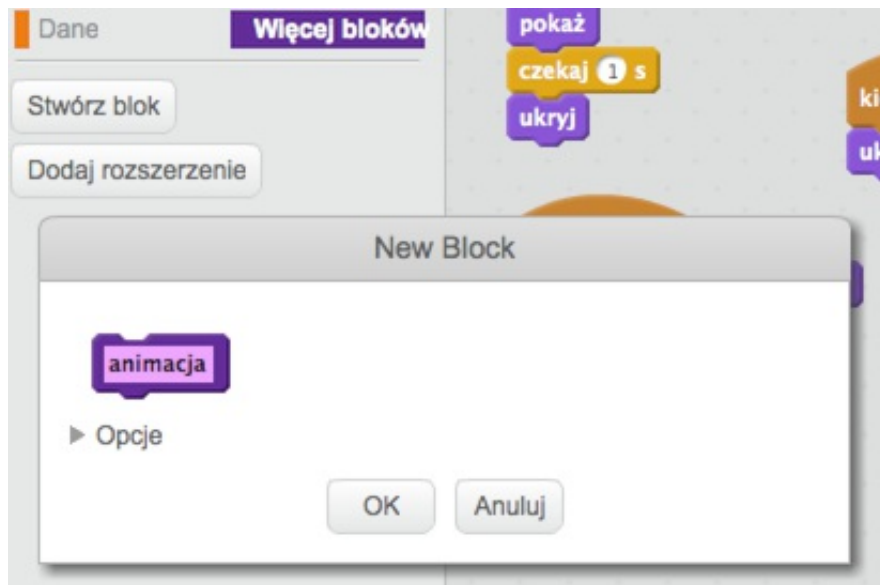 Dane
Więcej bloków
Stwórz blok
Dodaj rozszerzenie
pokaż
czekaj 1 s
ukryj
New Block
animacja
Opcje
OK
Anuluj